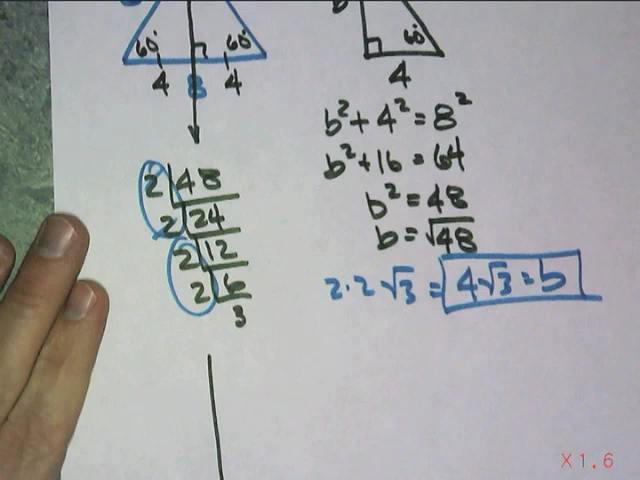 60° 60°
4 8 4
60°
4
b² + 4² = 8²
b² + 16 = 64
b² = 48
b = √48
2·2√3 = 4√3 = b
2 48
2 24
2 12
2 6
3
X1.6